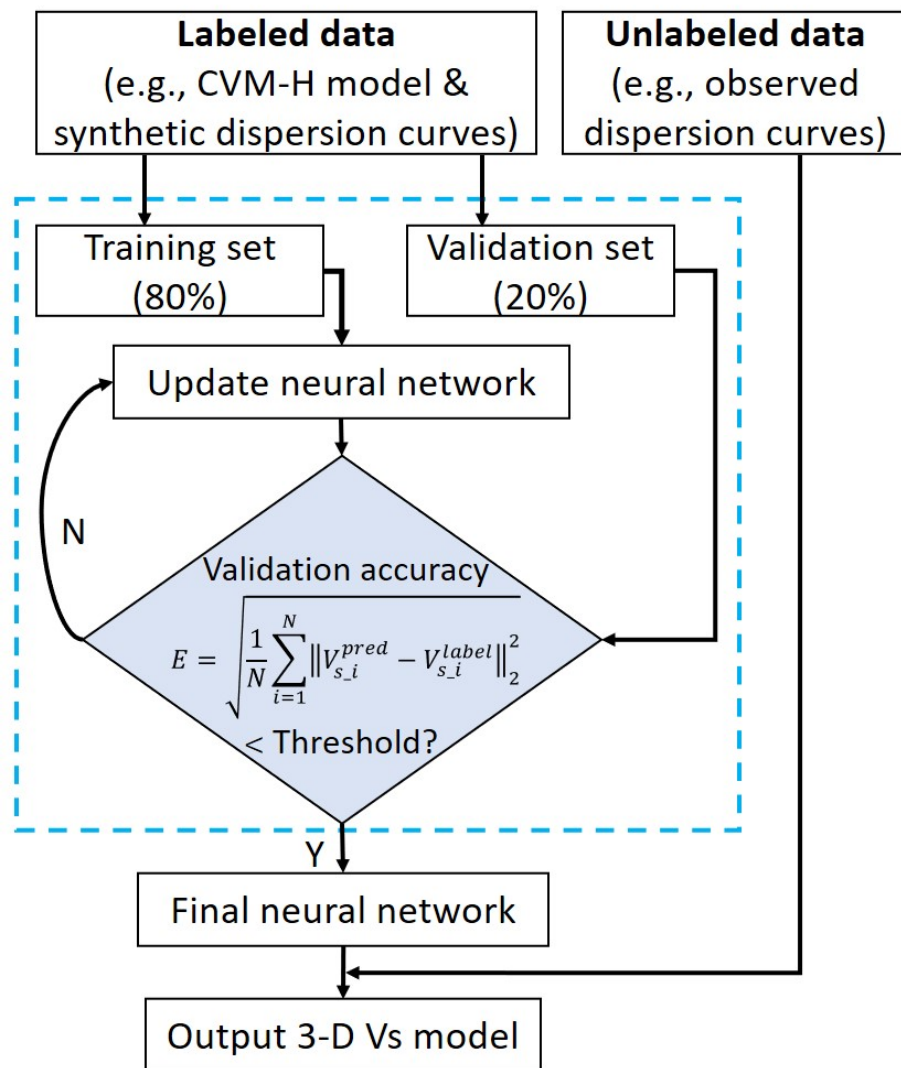 Labeled data
(e.g., CVM-H model &
synthetic dispersion curves)
Unlabeled data
(e.g., observed
dispersion curves)
Training set
(80%)
Validation set
(20%)
Update neural network
N
Validation accuracy
E = √(1/N ∑_{i=1}^{N} ‖V_{s_i}^{pred} − V_{s_i}^{label}‖_2^2)
< Threshold?
Y
Final neural network
Output 3-D Vs model